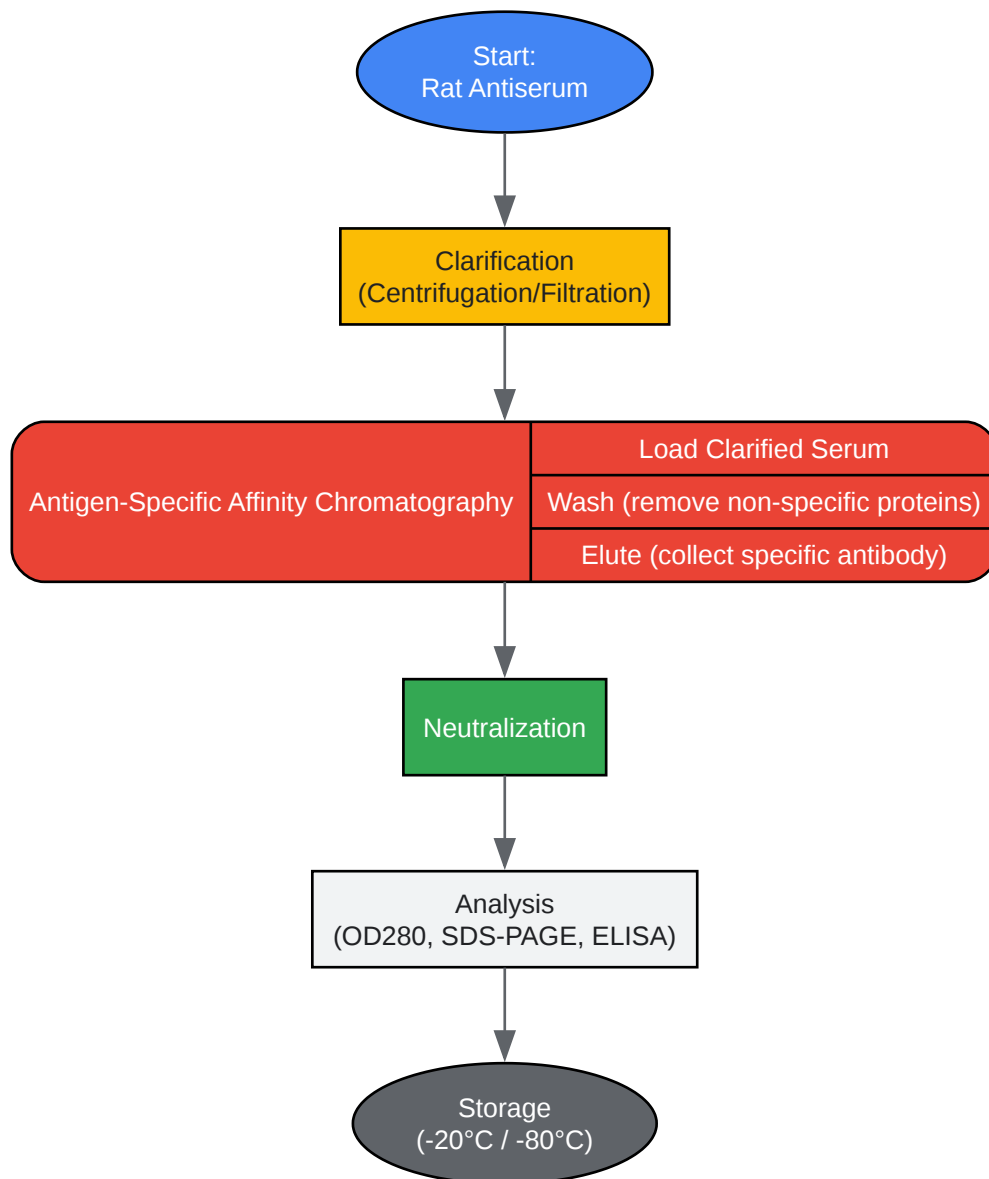 Start:
Rat Antiserum
Clarification
(Centrifugation/Filtration)
Antigen-Specific Affinity Chromatography
Load Clarified Serum
Wash (remove non-specific proteins)
Elute (collect specific antibody)
Neutralization
Analysis
(OD280, SDS-PAGE, ELISA)
Storage
(-20°C / -80°C)